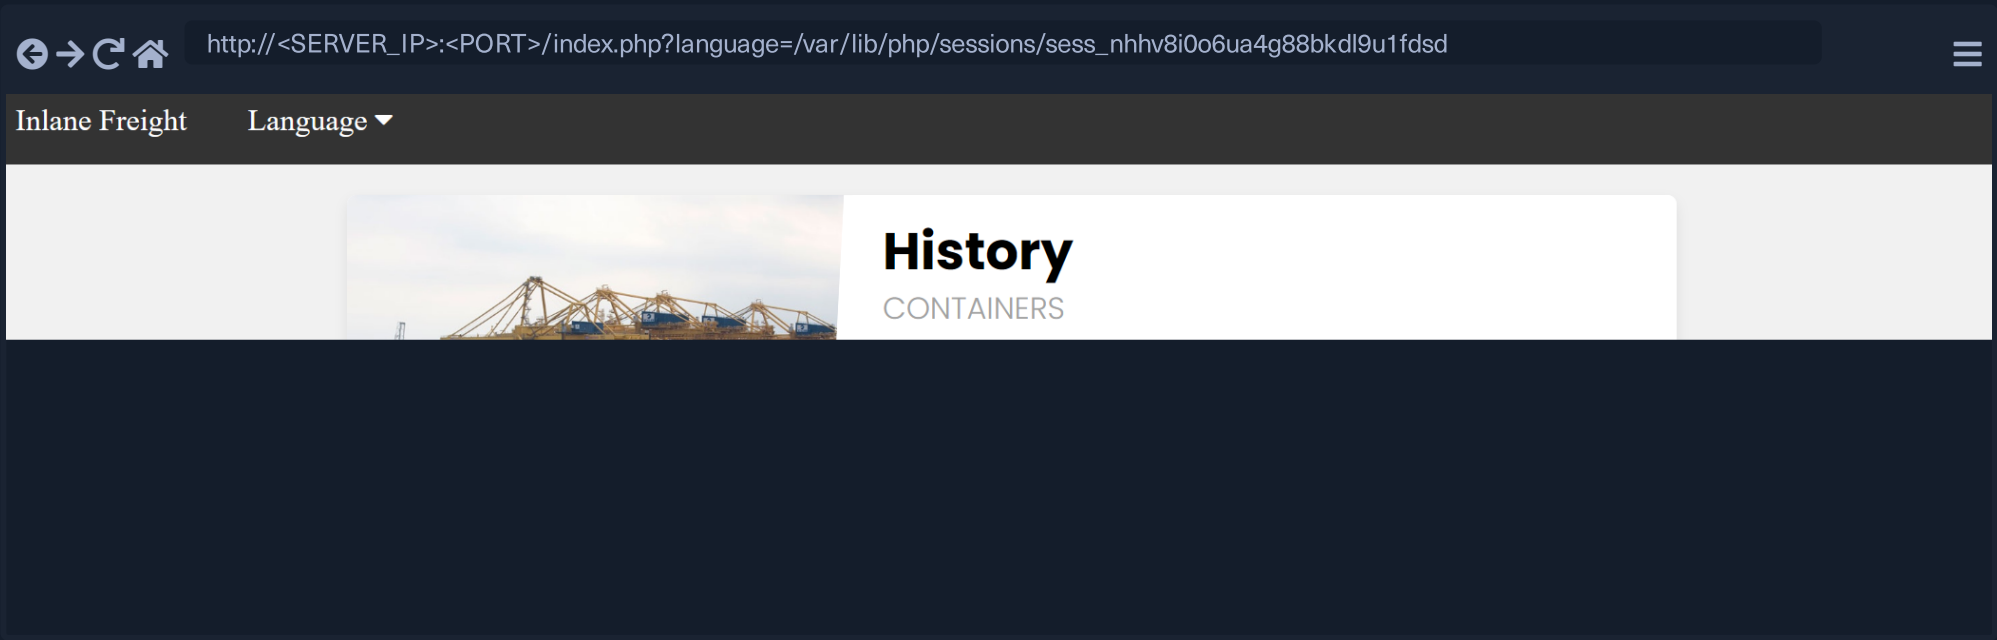 http://<SERVER_IP>:<PORT>/index.php?language=/var/lib/php/sessions/sess_nhhv8i0o6ua4g88bkdl9u1fdsd
Inlane Freight Language
History
CONTAINERS